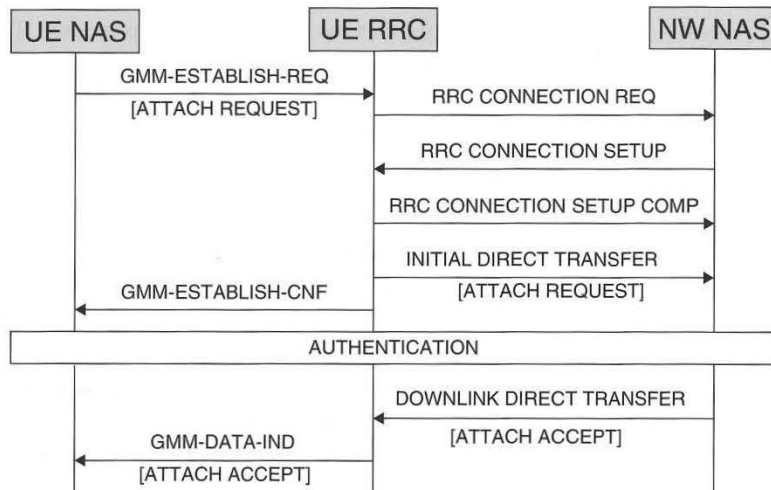 UE NAS
UE RRC
NW NAS
GMM-ESTABLISH-REQ
[ATTACH REQUEST]
RRC CONNECTION REQ
RRC CONNECTION SETUP
RRC CONNECTION SETUP COMP
INITIAL DIRECT TRANSFER
[ATTACH REQUEST]
GMM-ESTABLISH-CNF
AUTHENTICATION
DOWNLINK DIRECT TRANSFER
[ATTACH ACCEPT]
GMM-DATA-IND
[ATTACH ACCEPT]